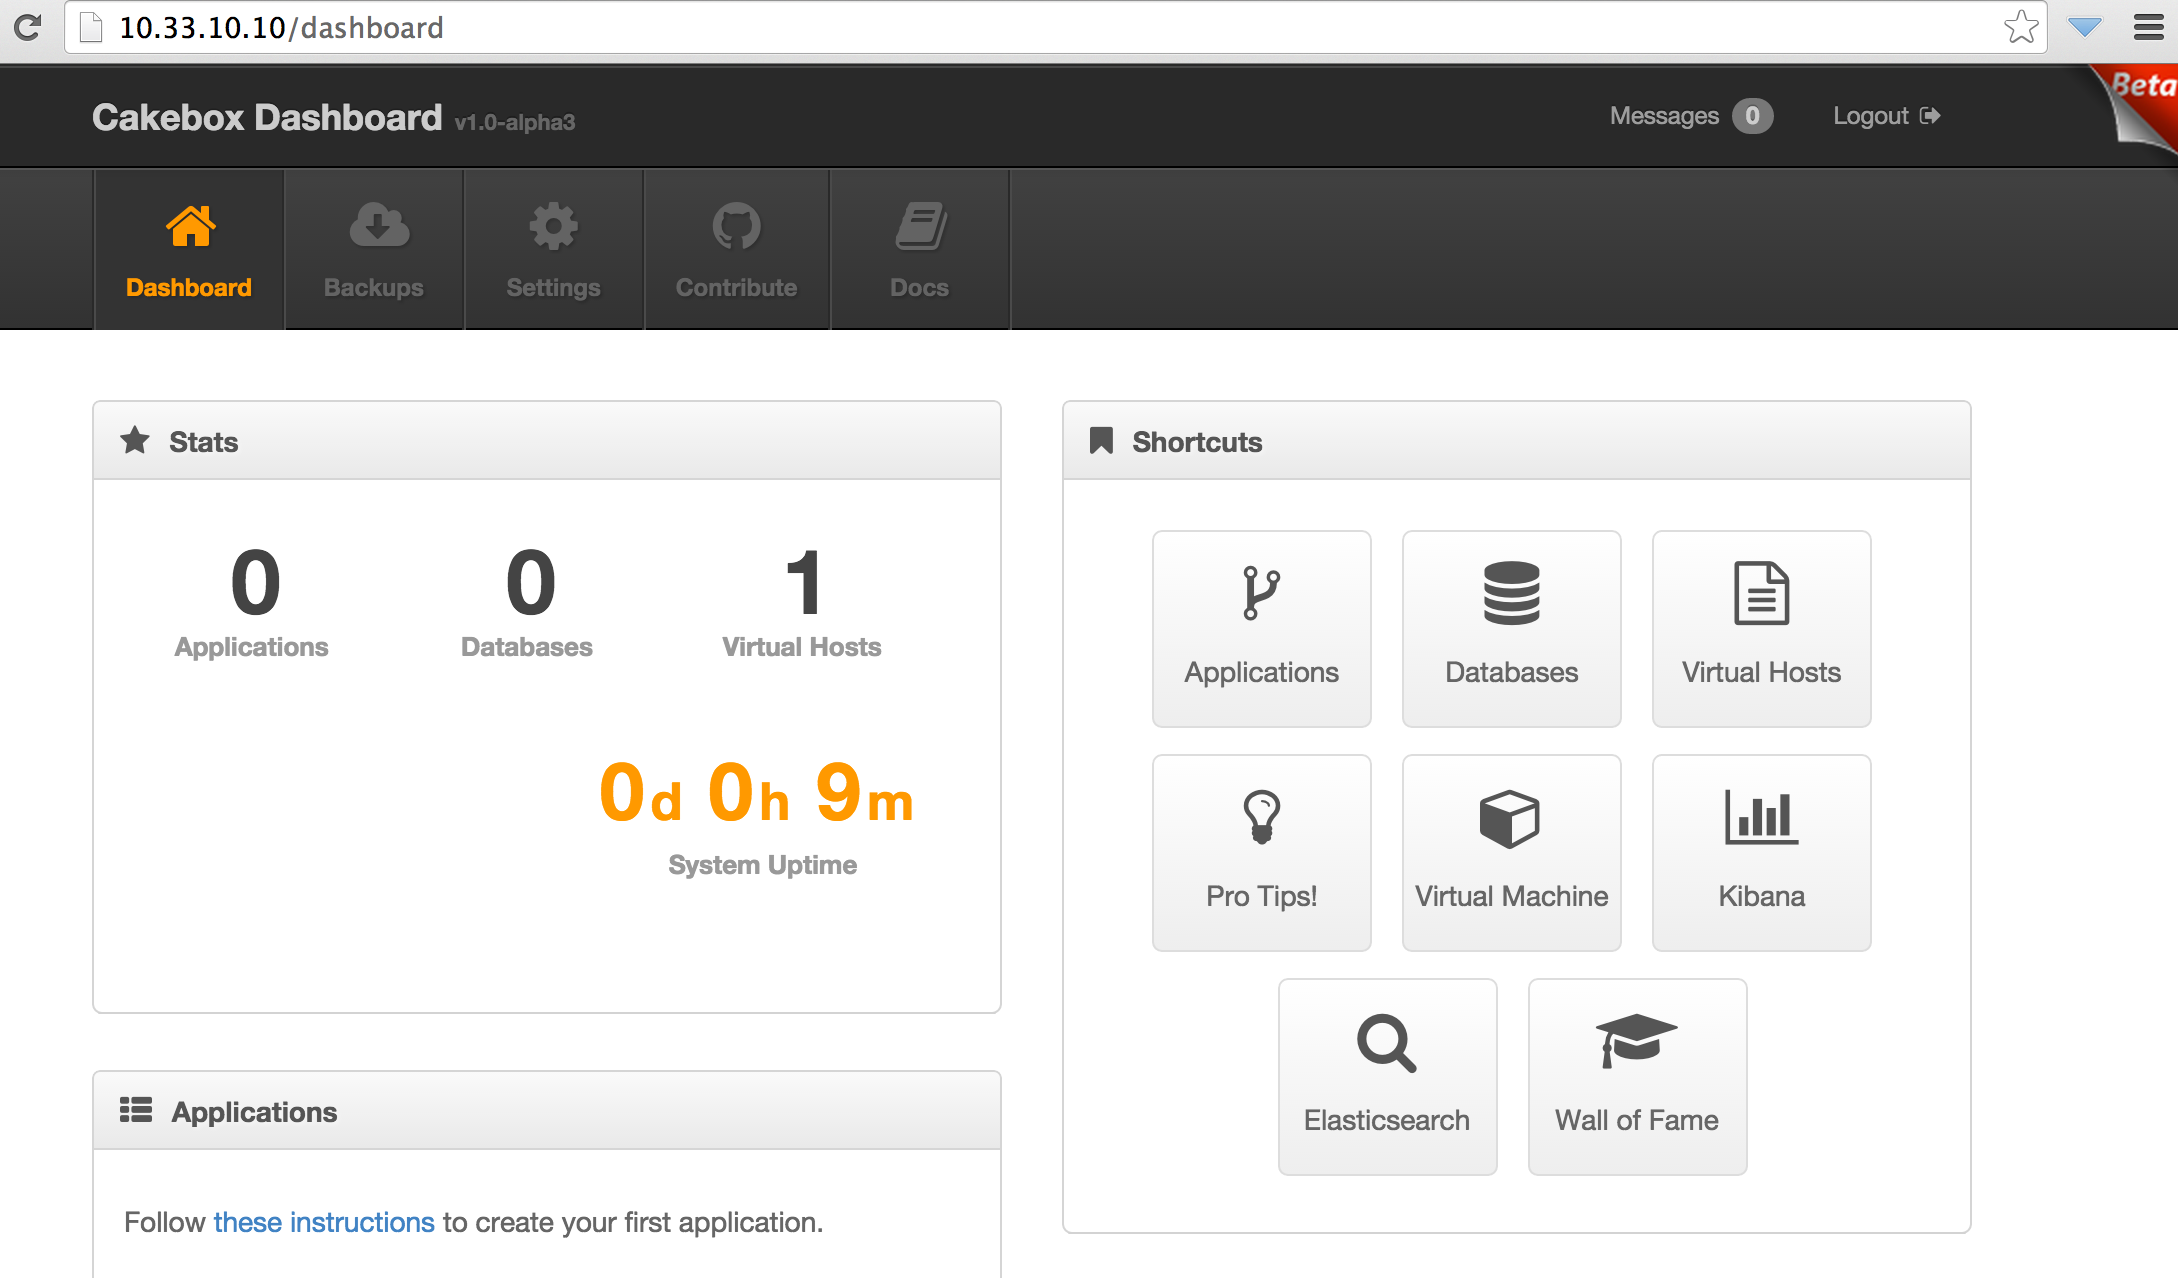 10.33.10.10/dashboard
Beta
Cakebox Dashboard v1.0-alpha3
Messages 0
Logout
Dashboard
Backups
Settings
Contribute
Docs
Stats
0
Applications
0
Databases
1
Virtual Hosts
0d 0h 9m
System Uptime
Applications
Follow these instructions to create your first application.
Shortcuts
Applications
Databases
Virtual Hosts
Pro Tips!
Virtual Machine
Kibana
Elasticsearch
Wall of Fame